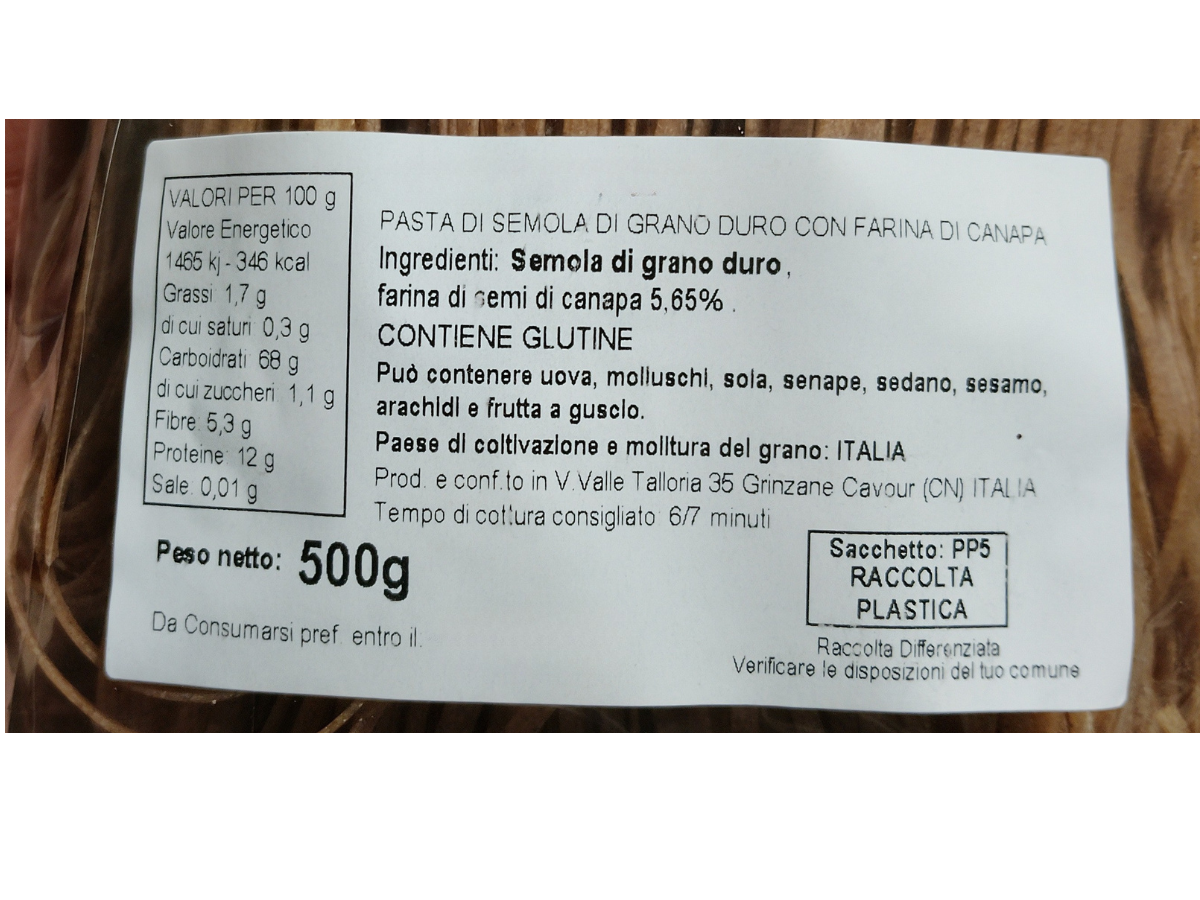 VALORI PER 100 g
Valore Energetico
1465 kj - 346 kcal
Grassi 1,7 g
di cui saturi 0,3 g
Carboidrati 68 g
di cui zuccheri 1,1 g
Fibre: 5,3 g
Proteine 12 g
Sale. 0,01 g
Peso netto: 500g
Da Consumarsi pref. entro il.
PASTA DI SEMOLA DI GRANO DURO CON FARINA DI CANAPA
Ingredienti: Semola di grano duro,
farina di semi di canapa 5,65% .
CONTIENE GLUTINE
Può contenere uova, molluschi, soia, senape, sedano, sesamo,
arachidi e frutta a guscio.
Paese di coltivazione e molitura del grano: ITALIA
Prod. e conf.to in V.Valle Talloria 35 Grinzane Cavour (CN) ITALIA
Tempo di cottura consigliato: 6/7 minuti
Sacchetto: PP5
RACCOLTA
PLASTICA
Raccolta Differenziata
Verificare le disposizioni del tuo comune